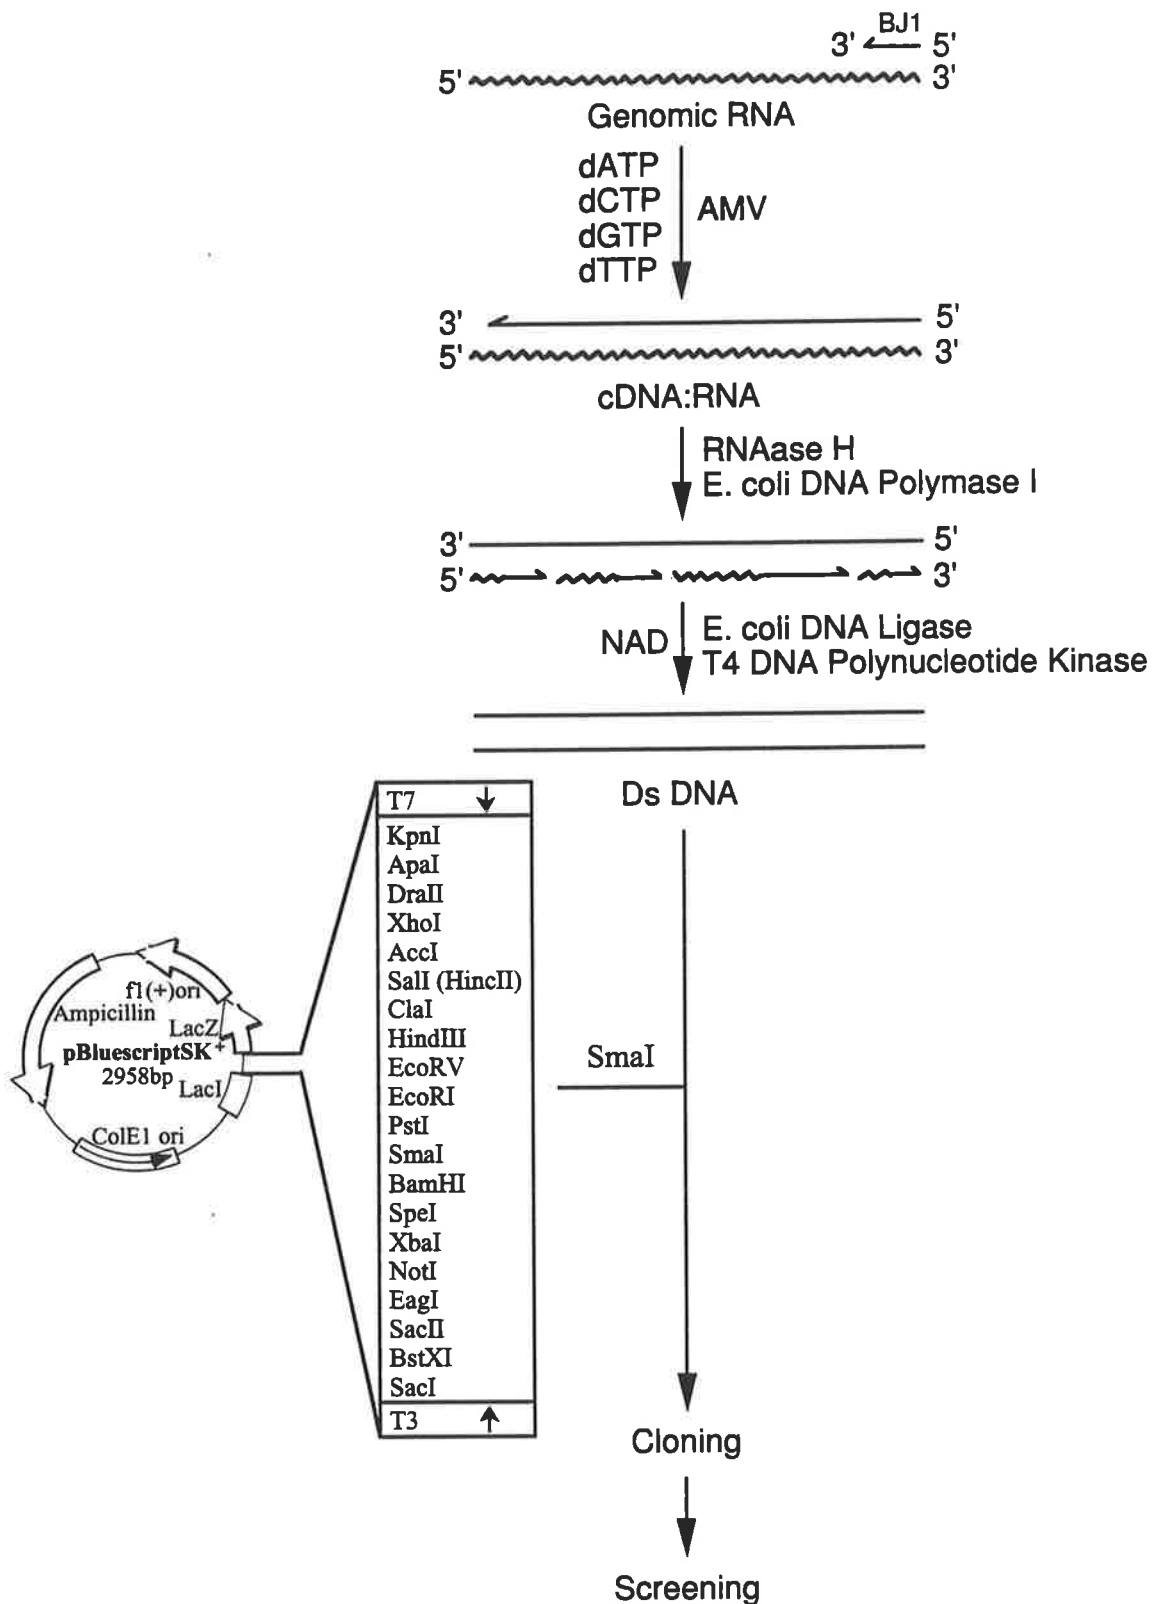 BJ1
3' 5'
5' 3'
Genomic RNA
dATP
dCTP
dGTP
dTTP
AMV
3' 5'
5' 3'
cDNA:RNA
RNAase H
E. coli DNA Polymase I
3' 5'
5' 3'
NAD
E. coli DNA Ligase
T4 DNA Polynucleotide Kinase
Ds DNA
T7
KpnI
ApaI
DraII
XhoI
AccI
SalI (HincII)
ClaI
HindIII
EcoRV
EcoRI
PstI
SmaI
BamHI
SpeI
XbaI
NotI
EagI
SacII
BstXI
SacI
T3
f1(+)ori
Ampicillin
LacZ
pBluescriptSK+
2958bp
LacI
ColE1 ori
SmaI
Cloning
Screening